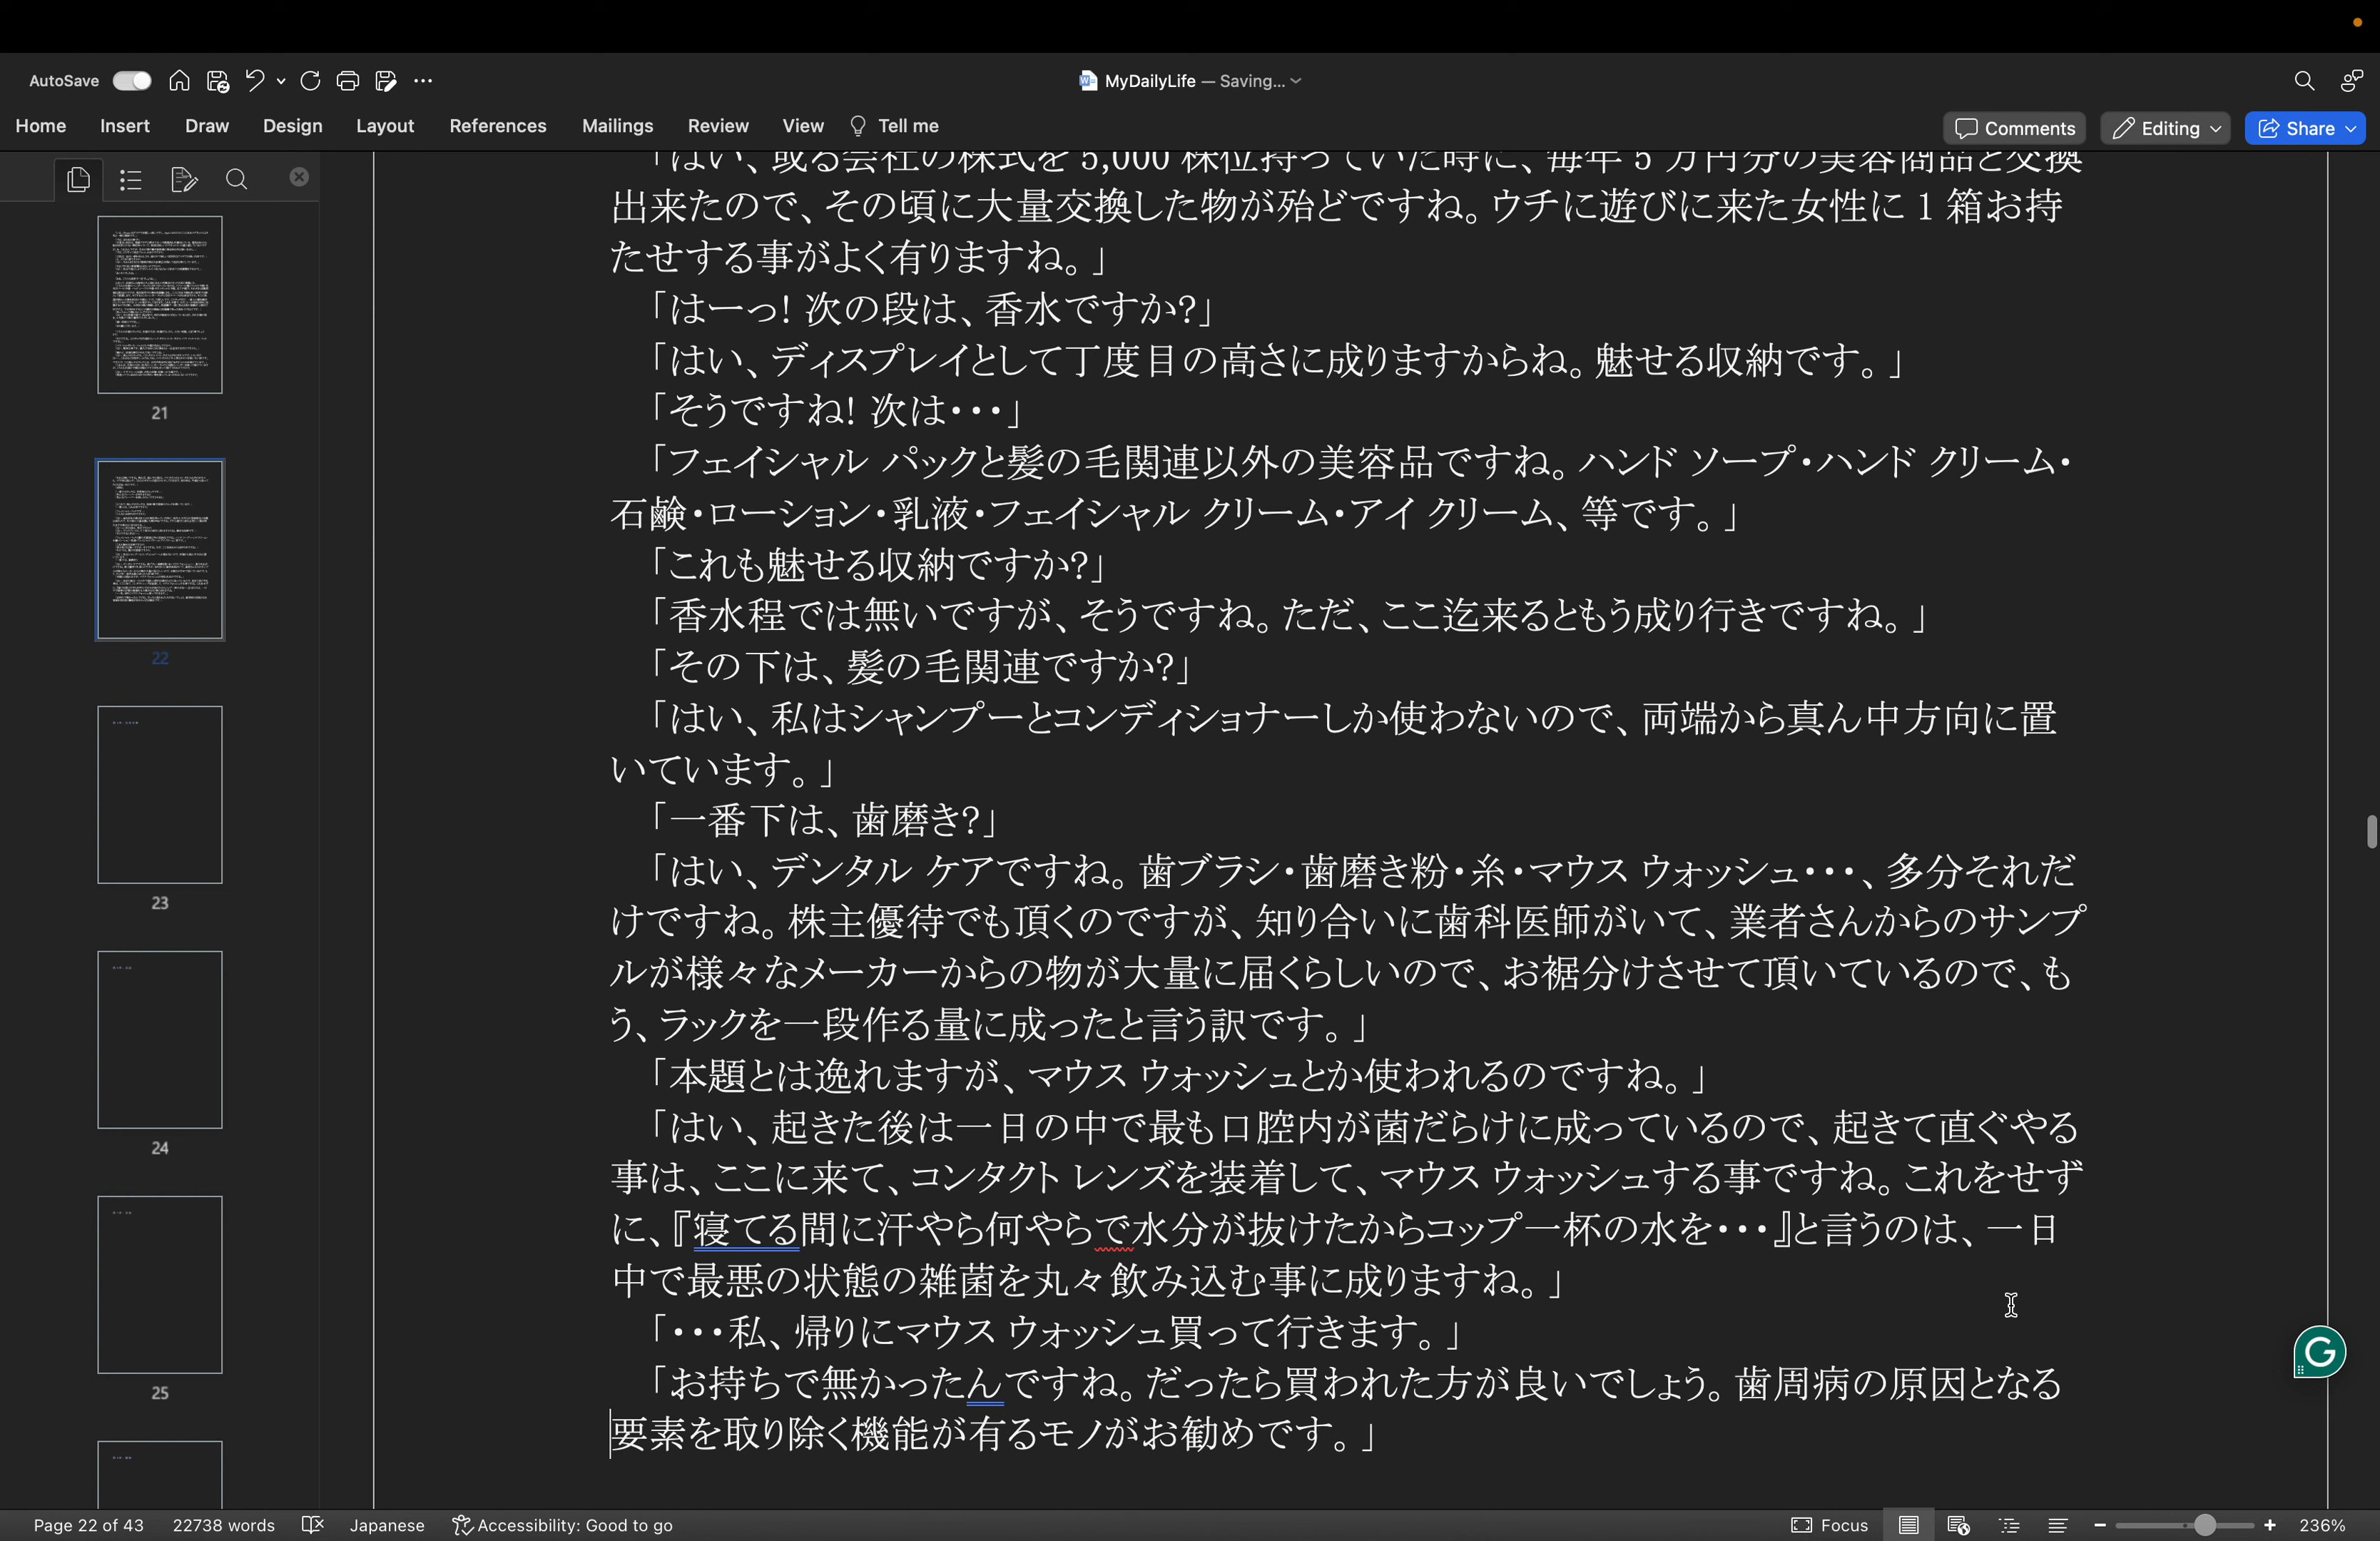 AutoSave
MyDailyLife — Saving...
Home Insert Draw Design Layout References Mailings Review View Tell me
Comments Editing Share
「はい、或る会社の株式を 5,000 株位持っていた時に、毎年 5 万円分の美容商品と交換
出来たので、その頃に大量交換した物が殆どですね。ウチに遊びに来た女性に 1 箱お持
たせする事がよく有りますね。」
「はーっ! 次の段は、香水ですか?」
「はい、ディスプレイとして丁度目の高さに成りますからね。魅せる収納です。」
「そうですね! 次は・・・」
「フェイシャル パックと髪の毛関連以外の美容品ですね。ハンド ソープ・ハンド クリーム・
石鹸・ローション・乳液・フェイシャル クリーム・アイ クリーム、等です。」
「これも魅せる収納ですか?」
「香水程では無いですが、そうですね。ただ、ここ迄来るともう成り行きですね。」
「その下は、髪の毛関連ですか?」
「はい、私はシャンプーとコンディショナーしか使わないので、両端から真ん中方向に置
いています。」
「一番下は、歯磨き?」
「はい、デンタル ケアですね。歯ブラシ・歯磨き粉・糸・マウス ウォッシュ・・・、多分それだ
けですね。株主優待でも頂くのですが、知り合いに歯科医師がいて、業者さんからのサンプ
ルが様々なメーカーからの物が大量に届くらしいので、お裾分けさせて頂いているので、も
う、ラックを一段作る量に成ったと言う訳です。」
「本題とは逸れますが、マウス ウォッシュとか使われるのですね。」
「はい、起きた後は一日の中で最も口腔内が菌だらけに成っているので、起きて直ぐやる
事は、ここに来て、コンタクト レンズを装着して、マウス ウォッシュする事ですね。これをせず
に、『寝てる間に汗やら何やらで水分が抜けたからコップ一杯の水を・・・』と言うのは、一日
中で最悪の状態の雑菌を丸々飲み込む事に成りますね。」
「・・・私、帰りにマウス ウォッシュ買って行きます。」
「お持ちで無かったんですね。だったら買われた方が良いでしょう。歯周病の原因となる
要素を取り除く機能が有るモノがお勧めです。」
21
22
23
24
25
Page 22 of 43 22738 words Japanese Accessibility: Good to go Focus 236%